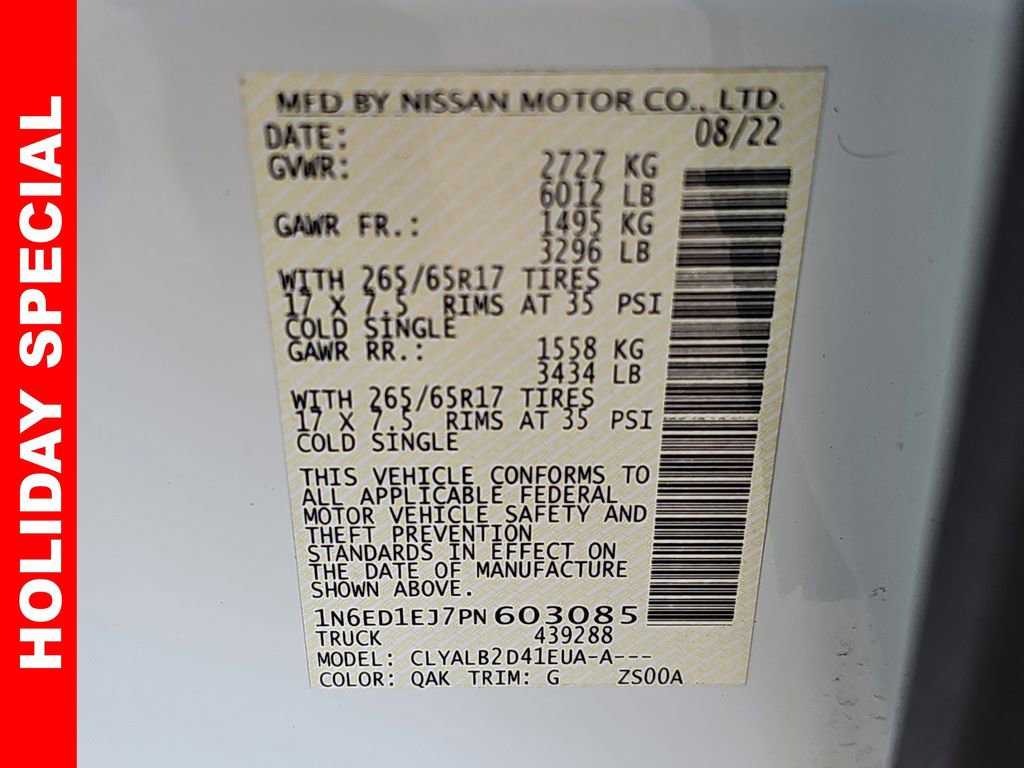 HOLIDAY SPECIAL
MFD BY NISSAN MOTOR CO., LTD.
DATE: 08/22
GVWR: 2727 KG
6012 LB
GAWR FR.: 1495 KG
3296 LB
WITH 265/65R17 TIRES
17 X 7.5 RIMS AT 35 PSI
COLD SINGLE
GAWR RR.: 1558 KG
3434 LB
WITH 265/65R17 TIRES
17 X 7.5 RIMS AT 35 PSI
COLD SINGLE
THIS VEHICLE CONFORMS TO
ALL APPLICABLE FEDERAL
MOTOR VEHICLE SAFETY AND
THEFT PREVENTION
STANDARDS IN EFFECT ON
THE DATE OF MANUFACTURE
SHOWN ABOVE.
1N6ED1EJ7PN603085
TRUCK 439288
MODEL: CLYALB2D41EUA-A---
COLOR: QAK TRIM: G ZS00A